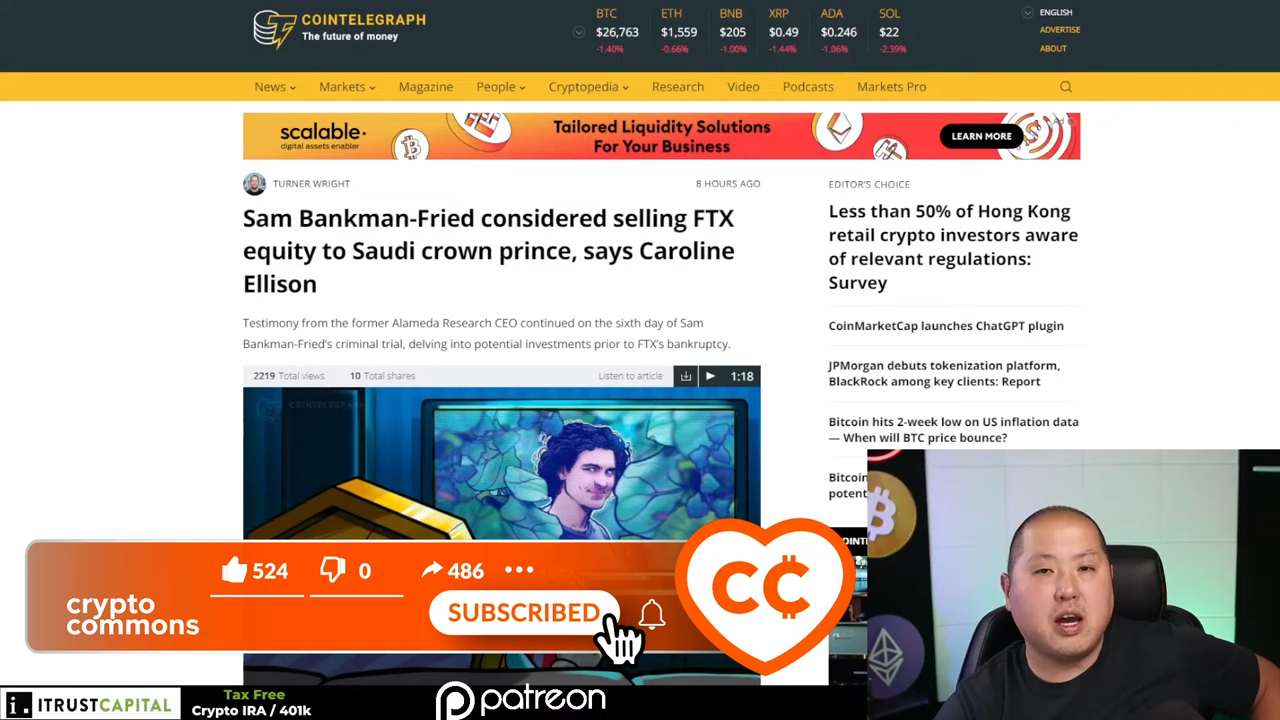 COINTELEGRAPH
The future of money
BTC
$26,763
-1.40%
ETH
$1,559
-0.66%
BNB
$205
-1.00%
XRP
$0.49
-1.44%
ADA
$0.246
-1.06%
SOL
$22
-2.39%
ENGLISH
ADVERTISE
ABOUT
News
Markets
Magazine
People
Cryptopedia
Research
Video
Podcasts
Markets Pro
scalable
digital assets enabler
Tailored Liquidity Solutions
For Your Business
LEARN MORE
Ad
TURNER WRIGHT
8 HOURS AGO
Sam Bankman-Fried considered selling FTX
equity to Saudi crown prince, says Caroline
Ellison
Testimony from the former Alameda Research CEO continued on the sixth day of Sam
Bankman-Fried's criminal trial, delving into potential investments prior to FTX's bankruptcy.
2219 Total views
10 Total shares
Listen to article
1:18
COINTELEGRAPH
EDITOR'S CHOICE
Less than 50% of Hong Kong
retail crypto investors aware
of relevant regulations:
Survey
CoinMarketCap launches ChatGPT plugin
JPMorgan debuts tokenization platform,
BlackRock among key clients: Report
Bitcoin hits 2-week low on US inflation data
— When will BTC price bounce?
Bitcoin
potent
COINTE
crypto
commons
524
0
486
SUBSCRIBED
C₵
i. ITRUSTCAPITAL
Tax Free
Crypto IRA / 401k
patreon